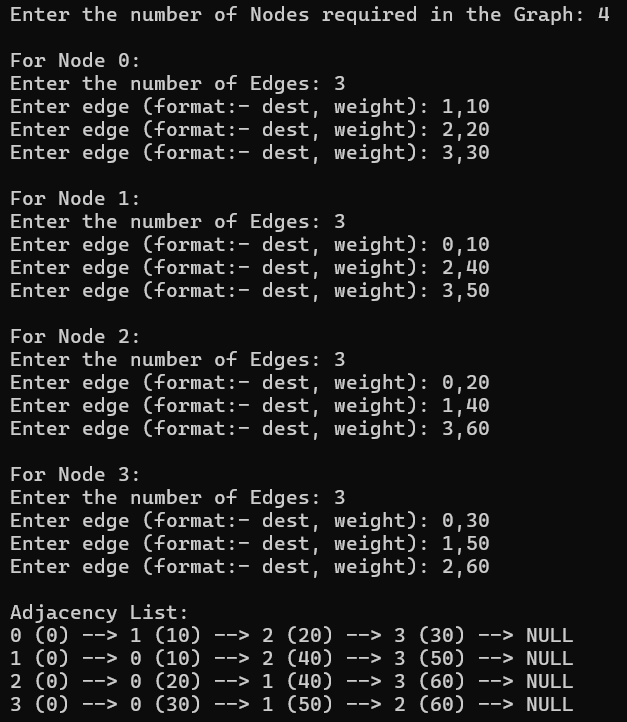 Enter the number of Nodes required in the Graph: 4
For Node 0:
Enter the number of Edges: 3
Enter edge (format:- dest, weight): 1,10
Enter edge (format:- dest, weight): 2,20
Enter edge (format:- dest, weight): 3,30
For Node 1:
Enter the number of Edges: 3
Enter edge (format:- dest, weight): 0,10
Enter edge (format:- dest, weight): 2,40
Enter edge (format:- dest, weight): 3,50
For Node 2:
Enter the number of Edges: 3
Enter edge (format:- dest, weight): 0,20
Enter edge (format:- dest, weight): 1,40
Enter edge (format:- dest, weight): 3,60
For Node 3:
Enter the number of Edges: 3
Enter edge (format:- dest, weight): 0,30
Enter edge (format:- dest, weight): 1,50
Enter edge (format:- dest, weight): 2,60
Adjacency List:
0 (0) --> 1 (10) --> 2 (20) --> 3 (30) --> NULL
1 (0) --> 0 (10) --> 2 (40) --> 3 (50) --> NULL
2 (0) --> 0 (20) --> 1 (40) --> 3 (60) --> NULL
3 (0) --> 0 (30) --> 1 (50) --> 2 (60) --> NULL